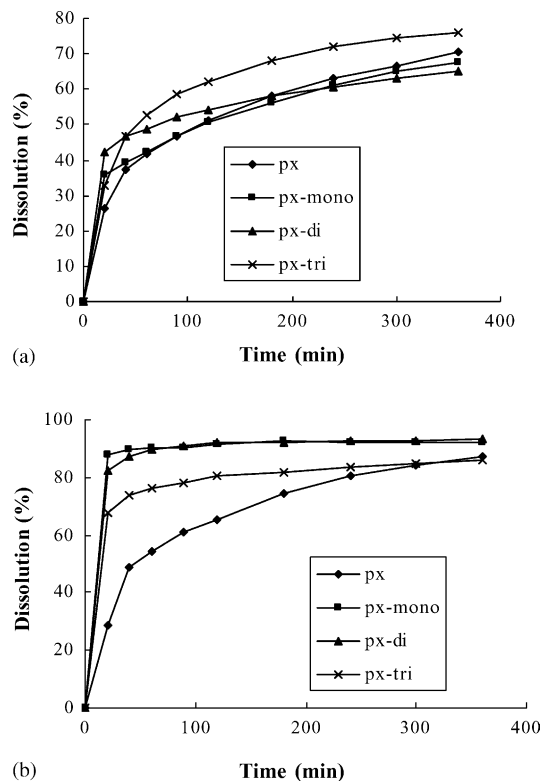 80
70
60
50
40
30
20
10
0
0 100 200 300 400
Dissolution (%)
Time (min)
px
px-mono
px-di
px-tri
(a)
100
80
60
40
20
0
0 100 200 300 400
Dissolution (%)
Time (min)
px
px-mono
px-di
px-tri
(b)